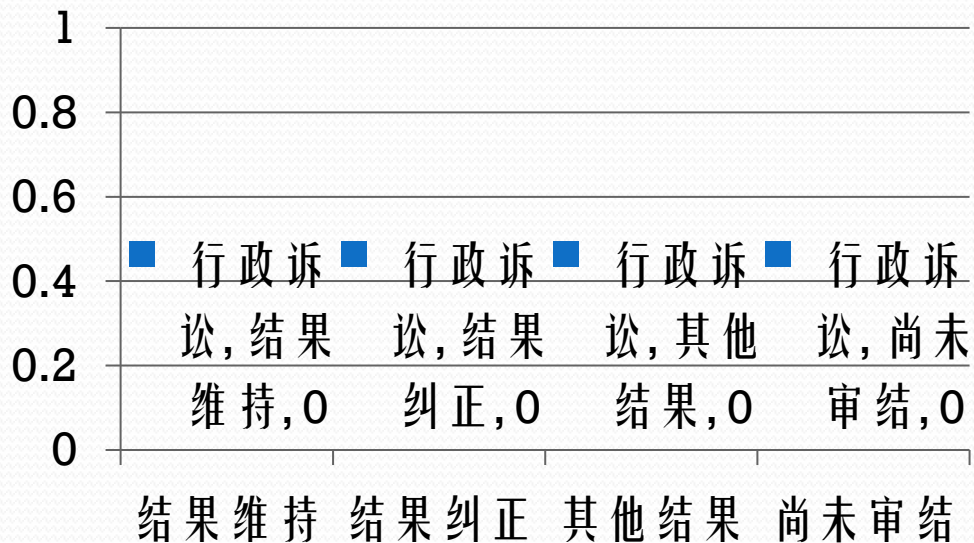 1
0.8
0.6
0.4
0.2
0
行政诉
讼,结果
维持,0
行政诉
讼,结果
纠正,0
行政诉
讼,其他
结果,0
行政诉
讼,尚未
审结,0
结果维持
结果纠正
其他结果
尚未审结